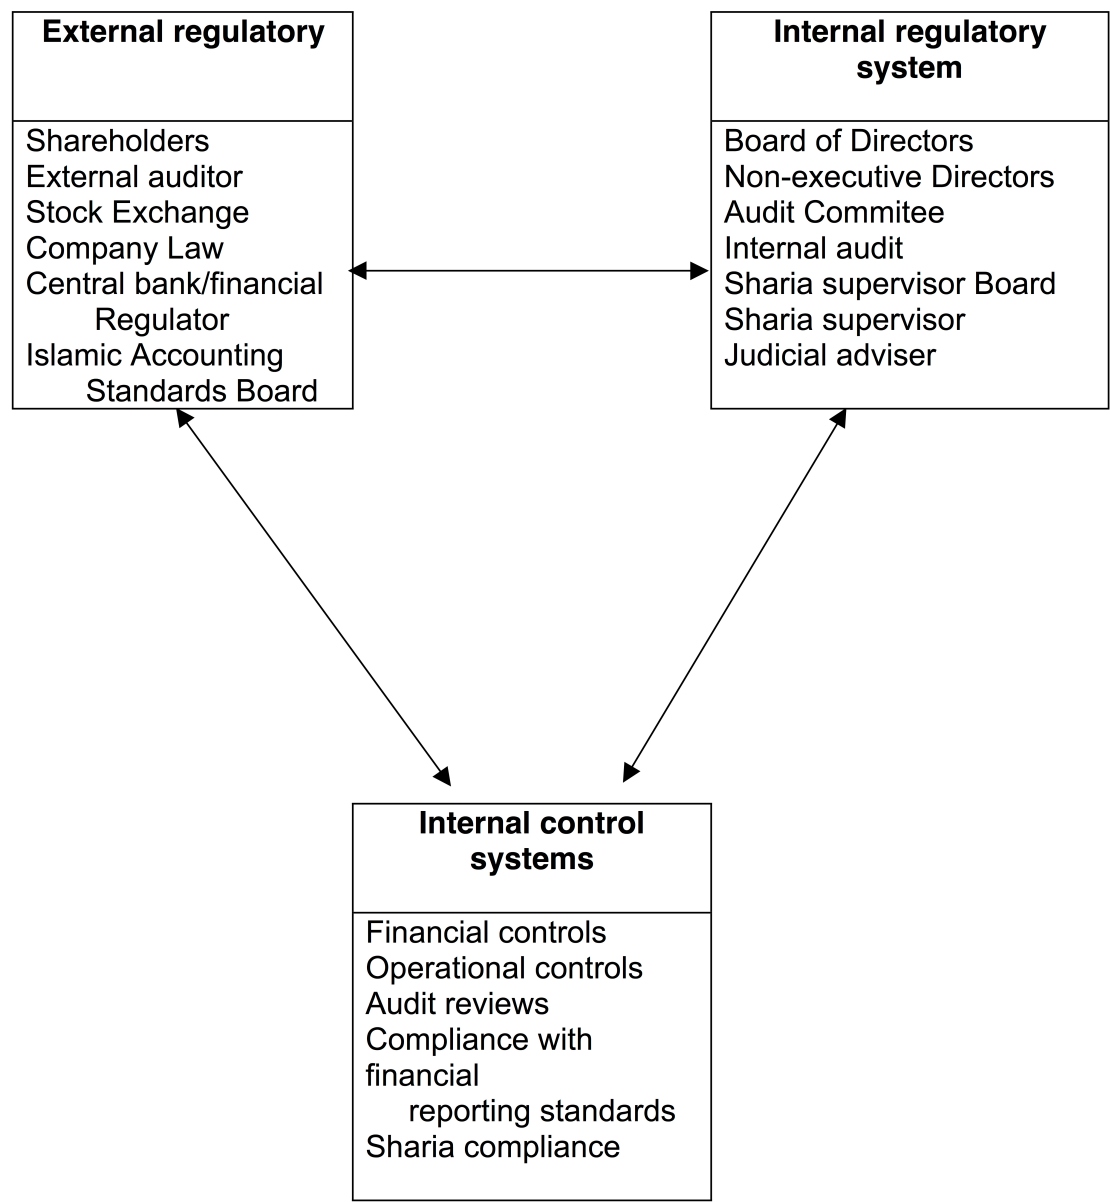 External regulatory
Shareholders
External auditor
Stock Exchange
Company Law
Central bank/financial
Regulator
Islamic Accounting
Standards Board
Internal regulatory
system
Board of Directors
Non-executive Directors
Audit Commitee
Internal audit
Sharia supervisor Board
Sharia supervisor
Judicial adviser
Internal control
systems
Financial controls
Operational controls
Audit reviews
Compliance with
financial
reporting standards
Sharia compliance